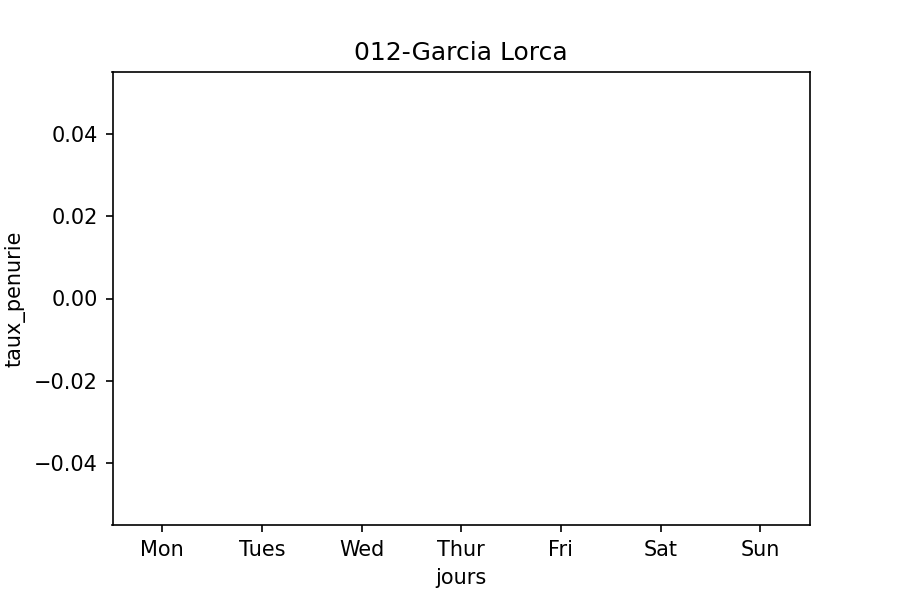 012-Garcia Lorca
0.04
0.02
0.00
−0.02
−0.04
taux_penurie
Mon Tues Wed Thur Fri Sat Sun
jours